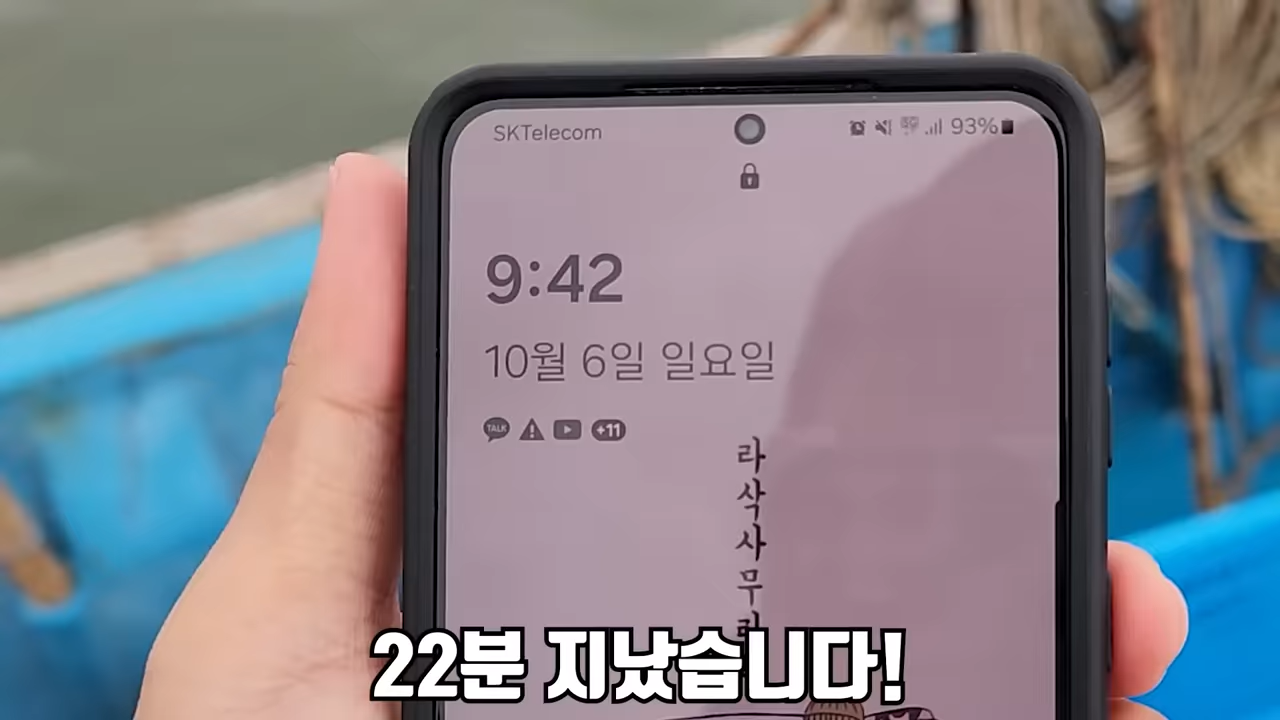 SKTelecom
93%
9:42
10월 6일 일요일
TALK
+11
라
삭
사
무
22분 지났습니다!